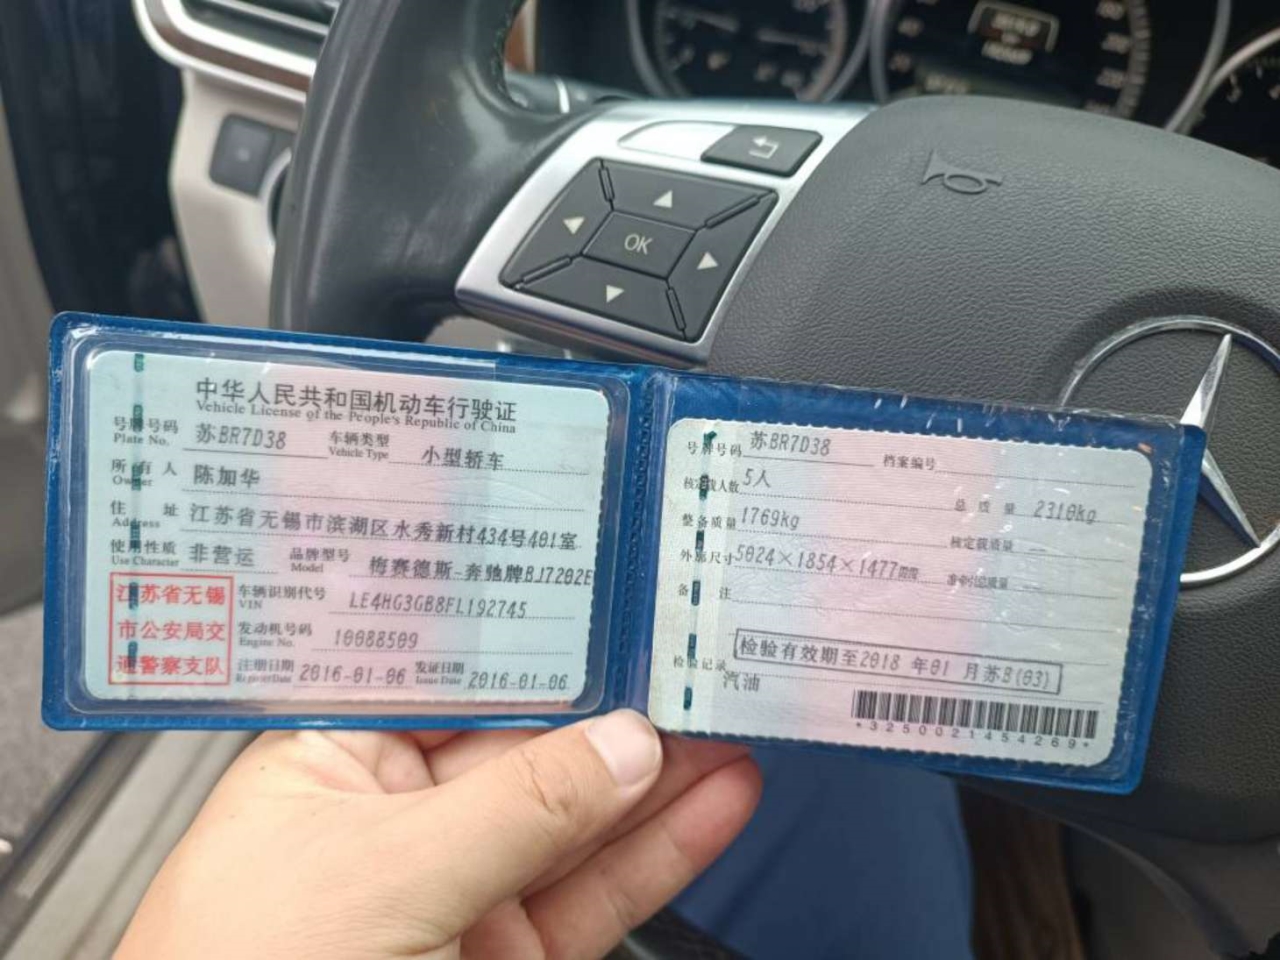 OK
中华人民共和国机动车行驶证
Vehicle License of the People's Republic of China
号牌号码 苏BR7D38 车辆类型 小型轿车
Plate No. Vehicle Type
所有人 陈加华
Owner
住址 江苏省无锡市滨湖区水秀新村434号401室
Address
使用性质 非营运 品牌型号 梅赛德斯-奔驰牌BJ7202E
Use Character Model
江苏省无锡
市公安局交
通警察支队
车辆识别代号 LE4HG3GB8FL192745
VIN
发动机号码 10088509
Engine No.
注册日期 2016-01-06 发证日期 2016-01-06
Register Date Issue Date
号牌号码 苏BR7D38 档案编号
核定载人数 5人 总质量 2310kg
整备质量 1769kg 核定载质量 --
外廓尺寸 5024×1854×1477mm 准牵引总质量 --
备注
检验有效期至2018年01月苏B(03)
检验记录
汽油
*3250021454269*